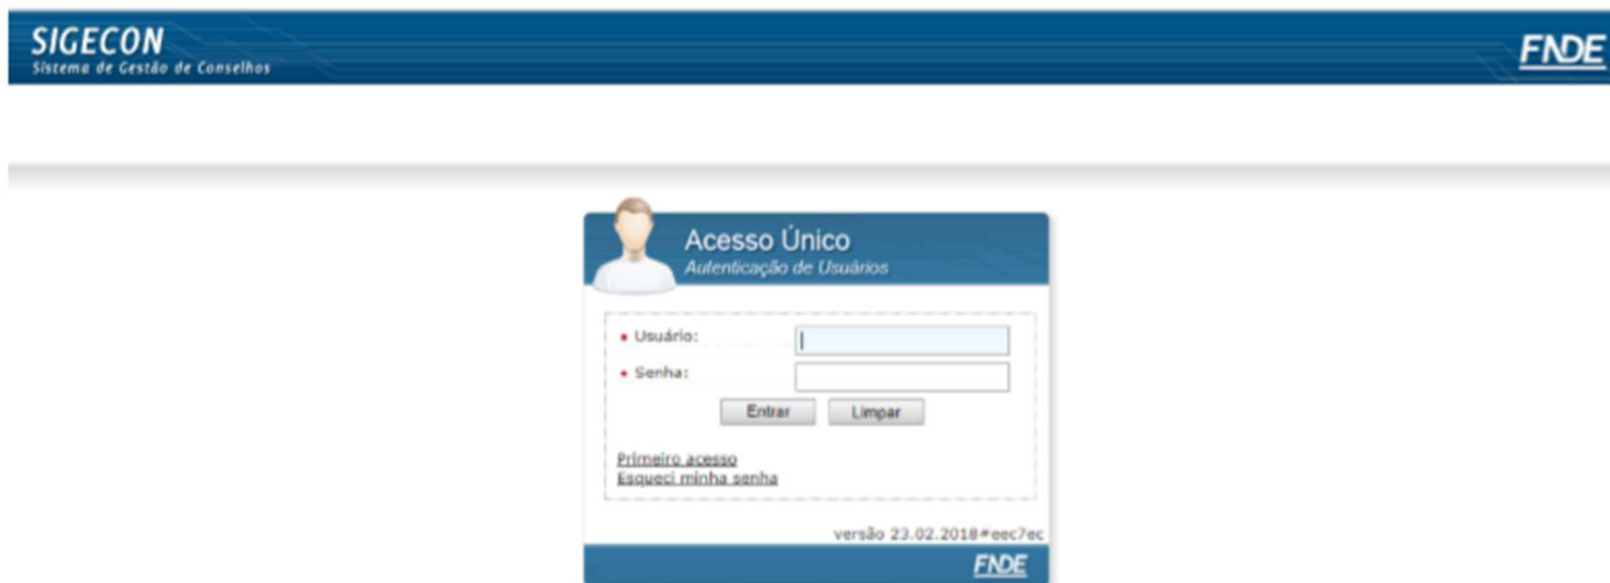 SIGECON
Sistema de Gestão de Conselhos
FNDE
Acesso Único
Autenticação de Usuários
* Usuário:
* Senha:
Entrar Limpar
Primeiro acesso
Esqueci minha senha
versão 23.02.2018#eec7ec
FNDE